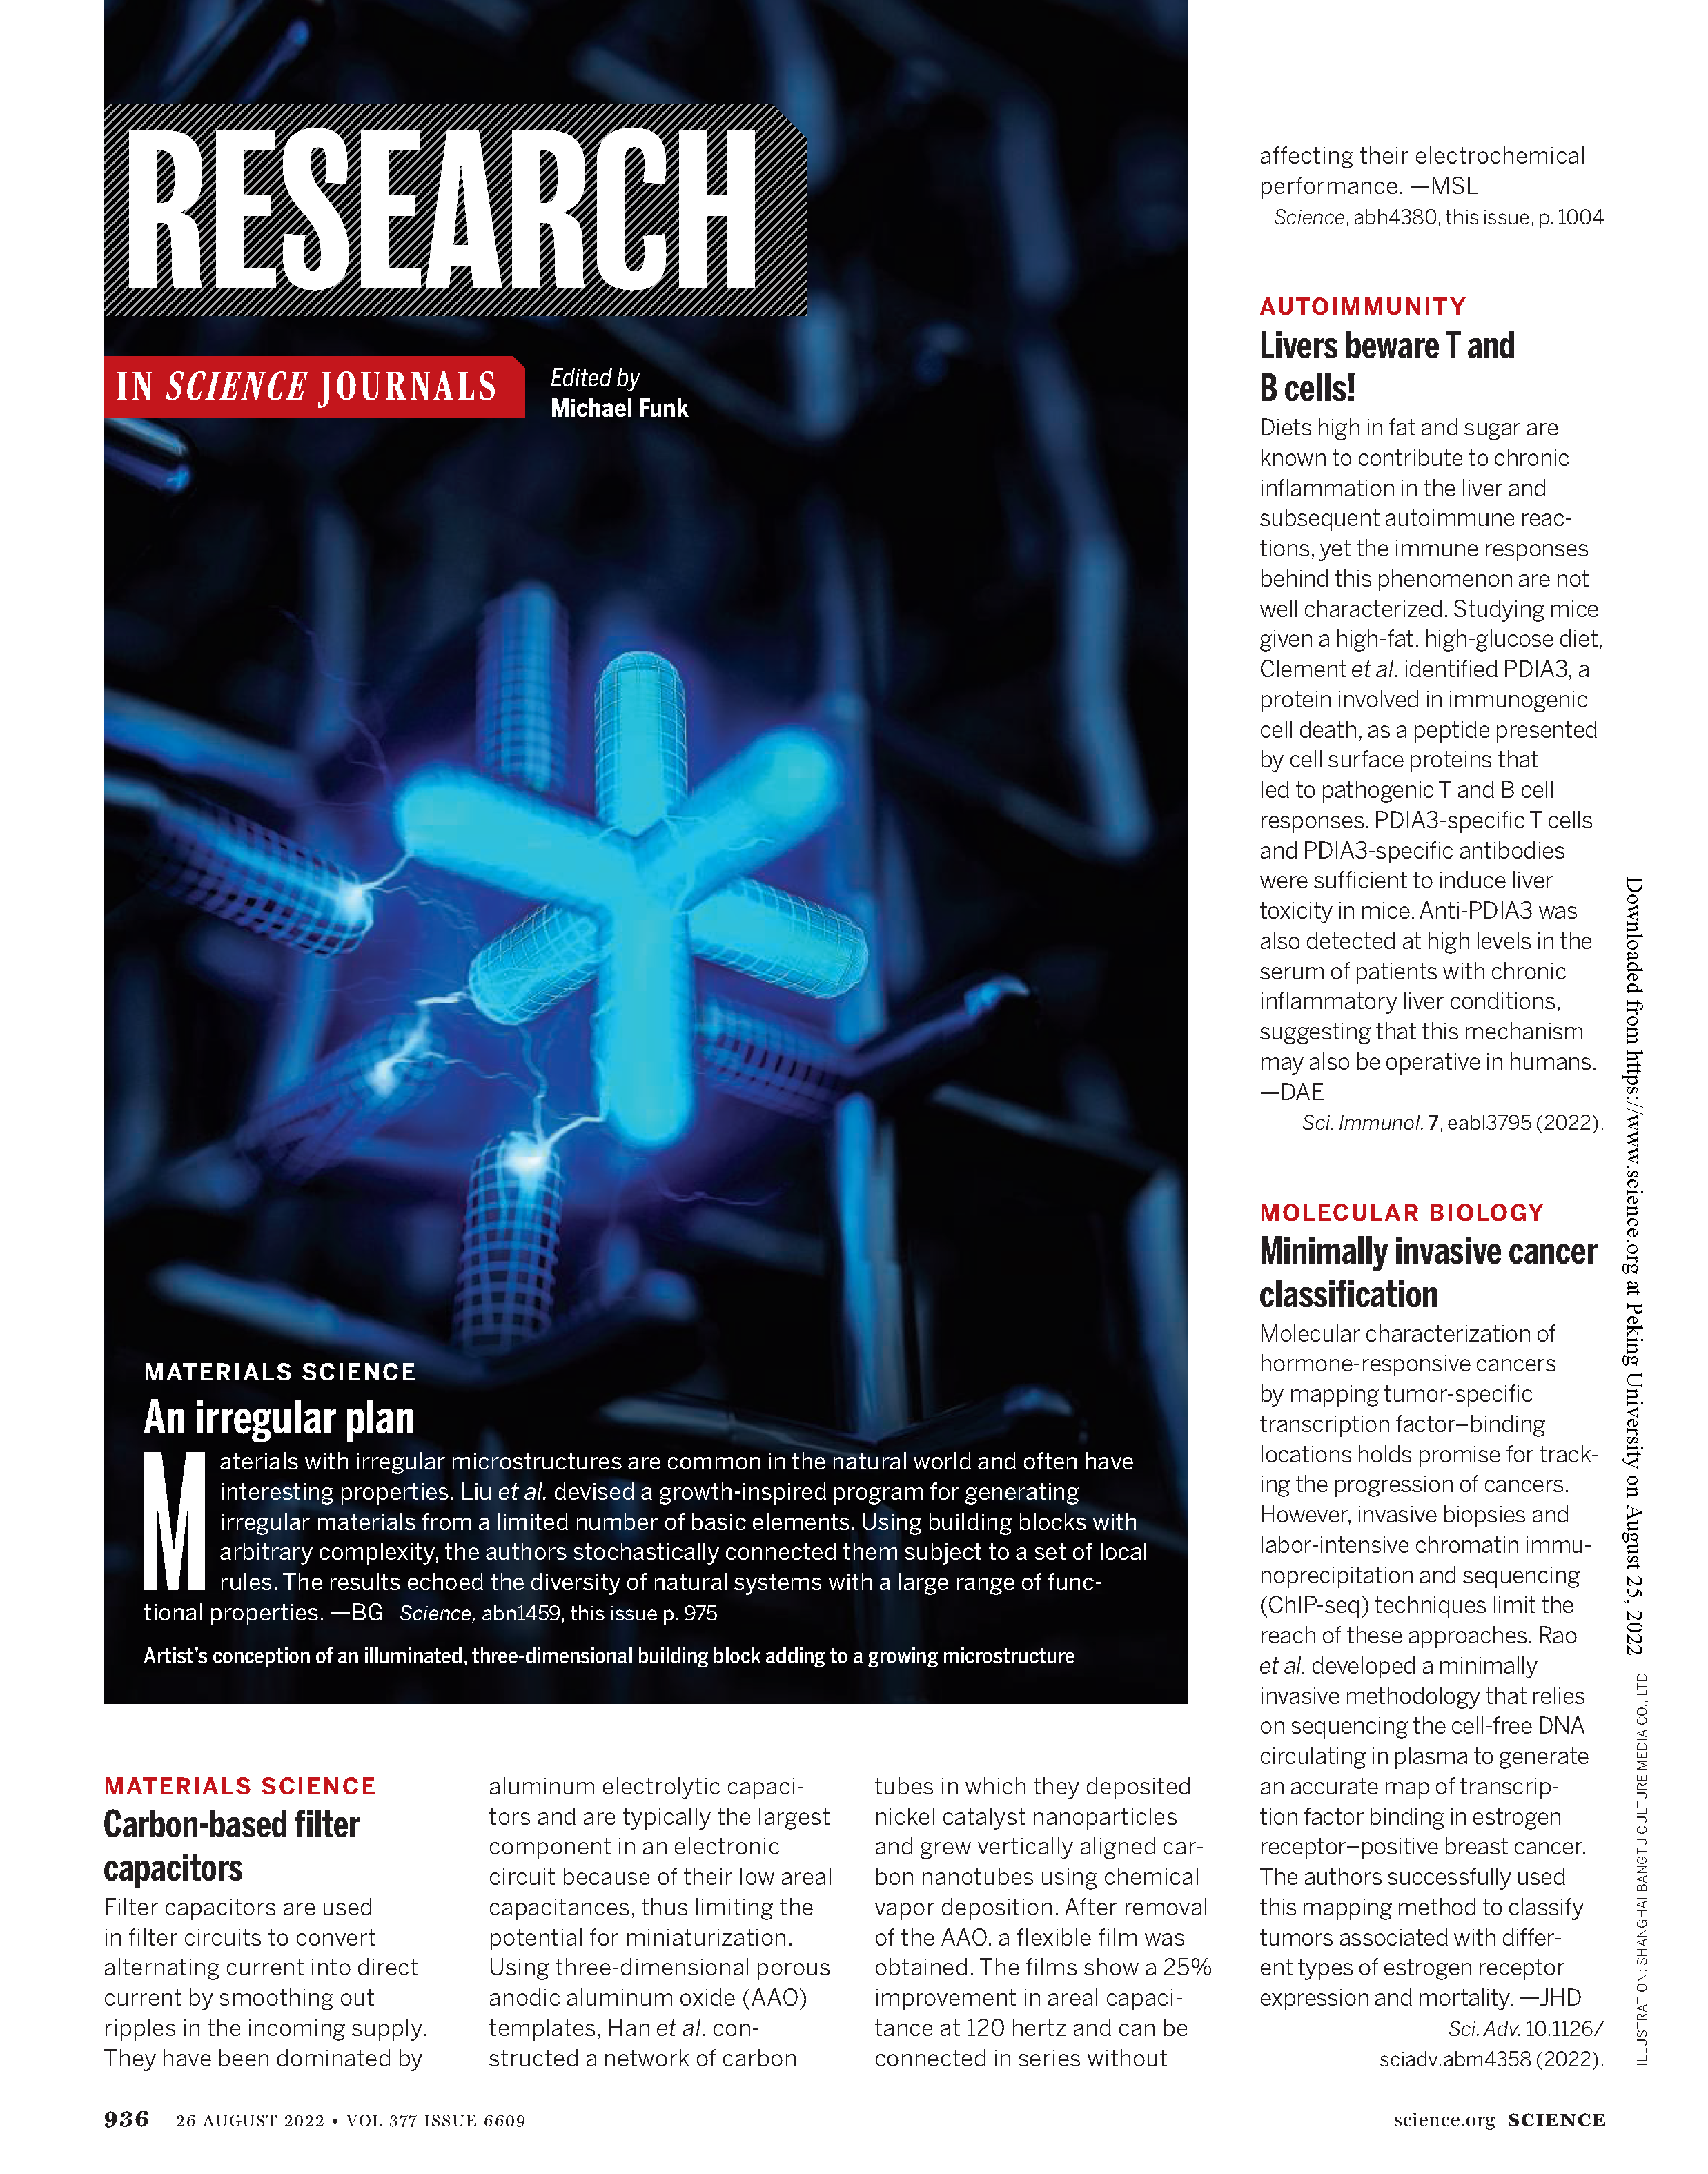 RESEARCH
IN SCIENCE JOURNALS
Edited by
Michael Funk
MATERIALS SCIENCE
An irregular plan
Materials with irregular microstructures are common in the natural world and often have
interesting properties. Liu et al. devised a growth-inspired program for generating
irregular materials from a limited number of basic elements. Using building blocks with
arbitrary complexity, the authors stochastically connected them subject to a set of local
rules. The results echoed the diversity of natural systems with a large range of func-
tional properties. —BG Science, abn1459, this issue p. 975
Artist's conception of an illuminated, three-dimensional building block adding to a growing microstructure
MATERIALS SCIENCE
Carbon-based filter
capacitors
Filter capacitors are used
in filter circuits to convert
alternating current into direct
current by smoothing out
ripples in the incoming supply.
They have been dominated by
aluminum electrolytic capaci-
tors and are typically the largest
component in an electronic
circuit because of their low areal
capacitances, thus limiting the
potential for miniaturization.
Using three-dimensional porous
anodic aluminum oxide (AAO)
templates, Han et al. con-
structed a network of carbon
tubes in which they deposited
nickel catalyst nanoparticles
and grew vertically aligned car-
bon nanotubes using chemical
vapor deposition. After removal
of the AAO, a flexible film was
obtained. The films show a 25%
improvement in areal capaci-
tance at 120 hertz and can be
connected in series without
affecting their electrochemical
performance. —MSL
Science, abh4380, this issue, p. 1004
AUTOIMMUNITY
Livers beware T and
B cells!
Diets high in fat and sugar are
known to contribute to chronic
inflammation in the liver and
subsequent autoimmune reac-
tions, yet the immune responses
behind this phenomenon are not
well characterized. Studying mice
given a high-fat, high-glucose diet,
Clement et al. identified PDIA3, a
protein involved in immunogenic
cell death, as a peptide presented
by cell surface proteins that
led to pathogenic T and B cell
responses. PDIA3-specific T cells
and PDIA3-specific antibodies
were sufficient to induce liver
toxicity in mice. Anti-PDIA3 was
also detected at high levels in the
serum of patients with chronic
inflammatory liver conditions,
suggesting that this mechanism
may also be operative in humans.
—DAE
Sci. Immunol. 7, eabl3795 (2022).
MOLECULAR BIOLOGY
Minimally invasive cancer
classification
Molecular characterization of
hormone-responsive cancers
by mapping tumor-specific
transcription factor–binding
locations holds promise for track-
ing the progression of cancers.
However, invasive biopsies and
labor-intensive chromatin immu-
noprecipitation and sequencing
(ChIP-seq) techniques limit the
reach of these approaches. Rao
et al. developed a minimally
invasive methodology that relies
on sequencing the cell-free DNA
circulating in plasma to generate
an accurate map of transcrip-
tion factor binding in estrogen
receptor–positive breast cancer.
The authors successfully used
this mapping method to classify
tumors associated with differ-
ent types of estrogen receptor
expression and mortality. —JHD
Sci. Adv. 10.1126/
sciadv.abm4358 (2022).
Downloaded from https://www.science.org at Peking University on August 25, 2022
ILLUSTRATION: SHANGHAI BANGTU CULTURE MEDIA CO., LTD
936 26 AUGUST 2022 • VOL 377 ISSUE 6609
science.org SCIENCE